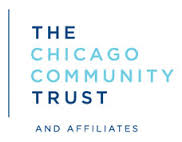 THE
CHICAGO
COMMUNITY
TRUST
AND AFFILIATES